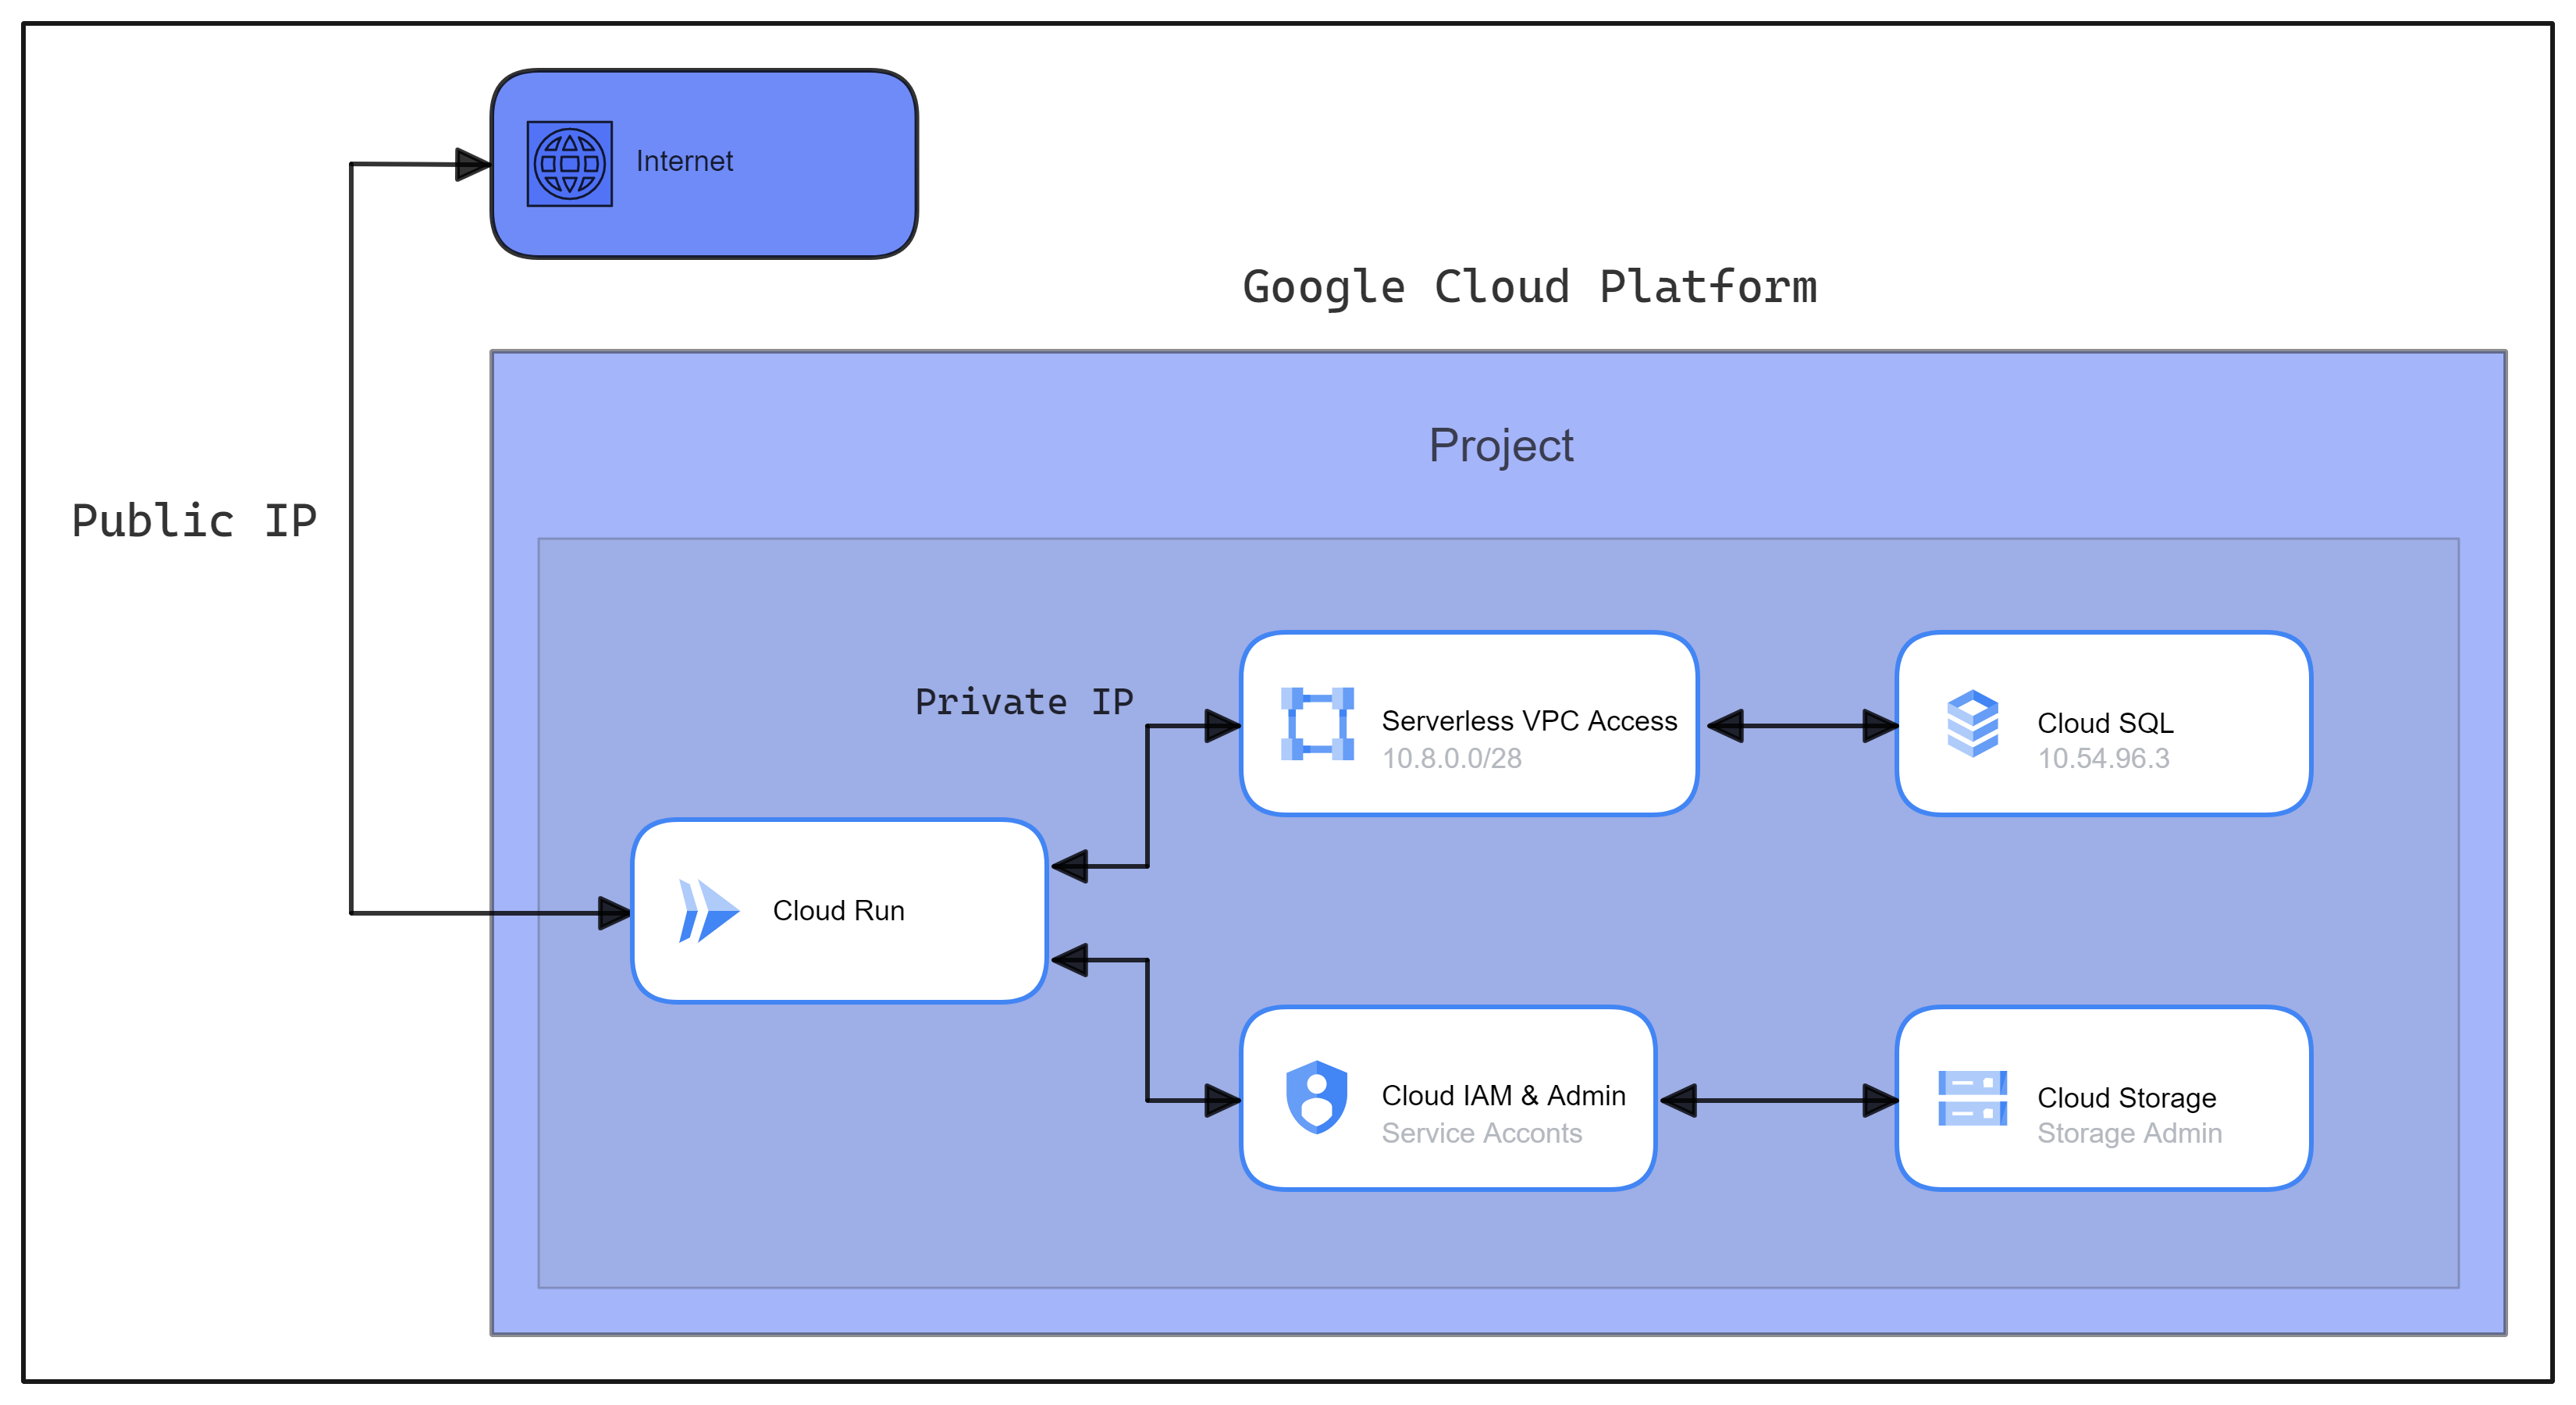 Internet
Google Cloud Platform
Project
Public IP
Private IP
Serverless VPC Access
10.8.0.0/28
Cloud SQL
10.54.96.3
Cloud Run
Cloud IAM & Admin
Service Acconts
Cloud Storage
Storage Admin